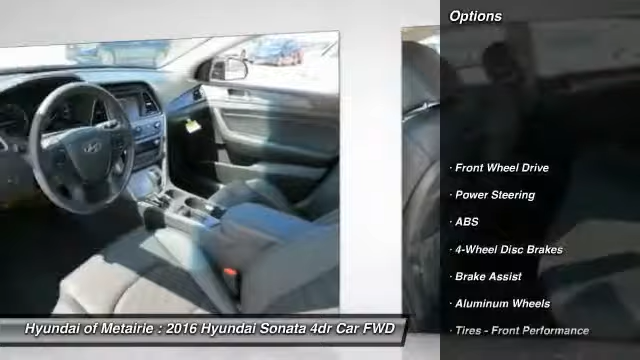 Options
· Front Wheel Drive
· Power Steering
· ABS
· 4-Wheel Disc Brakes
· Brake Assist
· Aluminum Wheels
· Tires - Front Performance
Hyundai of Metairie : 2016 Hyundai Sonata 4dr Car FWD